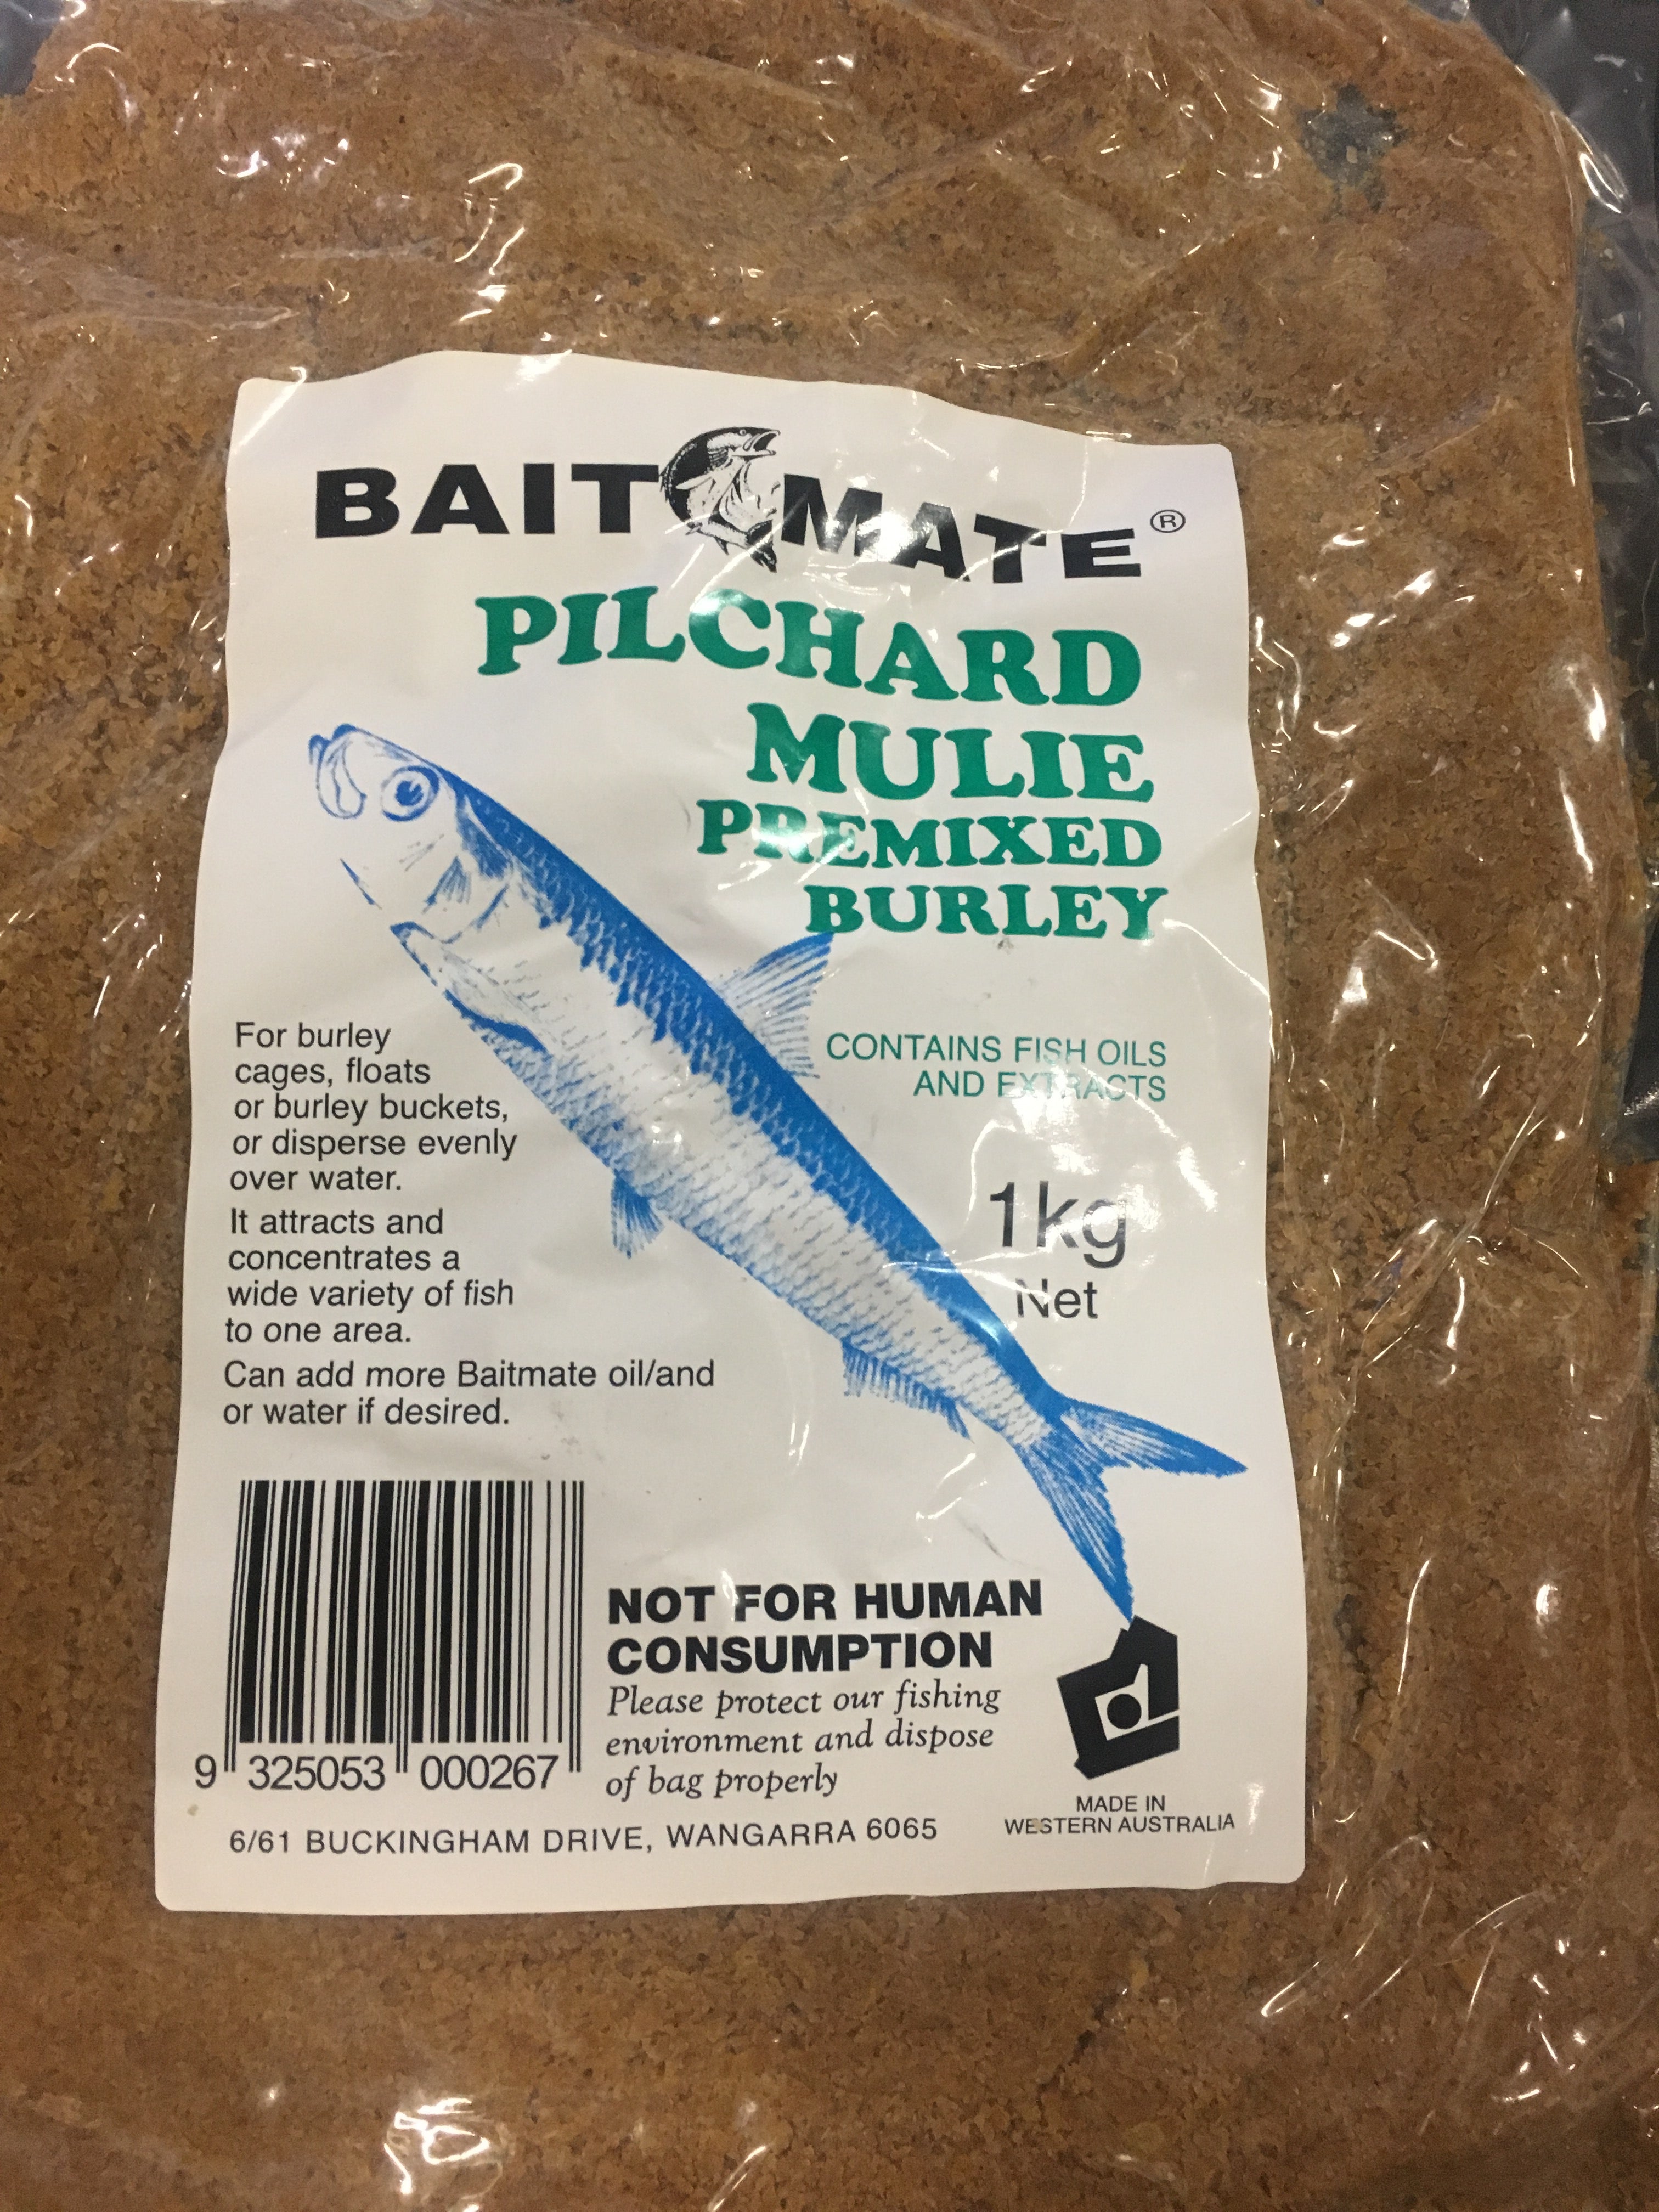 BAIT MATE®
PILCHARD
MULIE
PREMIXED
BURLEY
For burley
cages, floats
or burley buckets,
or disperse evenly
over water.
It attracts and
concentrates a
wide variety of fish
to one area.
Can add more Baitmate oil/and
or water if desired.
CONTAINS FISH OILS
AND EXTRACTS
1kg
Net
9 325053 000267
NOT FOR HUMAN
CONSUMPTION
Please protect our fishing
environment and dispose
of bag properly
6/61 BUCKINGHAM DRIVE, WANGARRA 6065
MADE IN
WESTERN AUSTRALIA